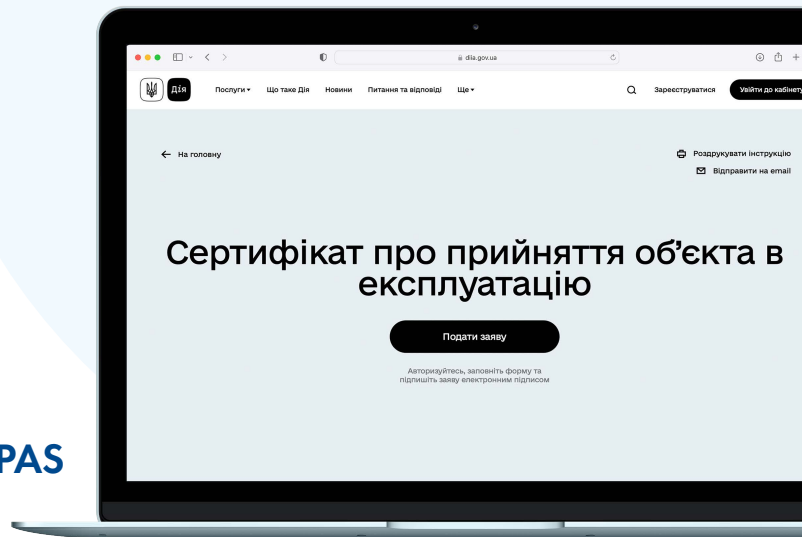 diia.gov.ua
Дія
Послуги
Що таке Дія
Новини
Питання та відповіді
Ще
Зареєструватися
Увійти до кабінету
На головну
Роздрукувати інструкцію
Відправити на email
Сертифікат про прийняття об’єкта в
експлуатацію
Подати заяву
Авторизуйтесь, заповніть форму та
підпишіть заяву електронним підписом
PAS